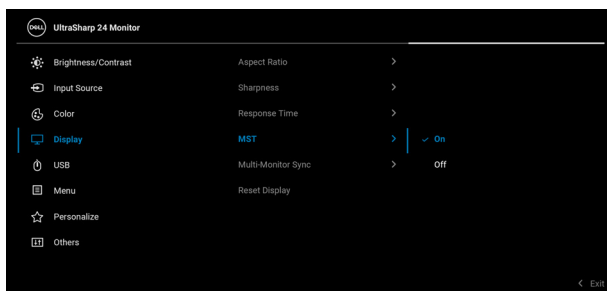 DELL UltraSharp 24 Monitor
Brightness/Contrast Aspect Ratio >
Input Source Sharpness >
Color Response Time >
Display MST > ✓ On
USB Multi-Monitor Sync > Off
Menu Reset Display
Personalize
Others
< Exit